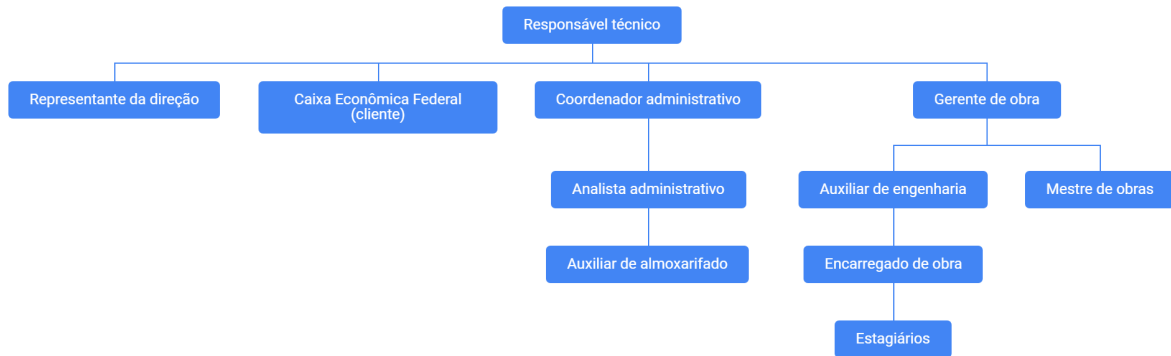 Responsável técnico
Representante da direção
Caixa Econômica Federal
(cliente)
Coordenador administrativo
Gerente de obra
Analista administrativo
Auxiliar de engenharia
Mestre de obras
Auxiliar de almoxarifado
Encarregado de obra
Estagiários